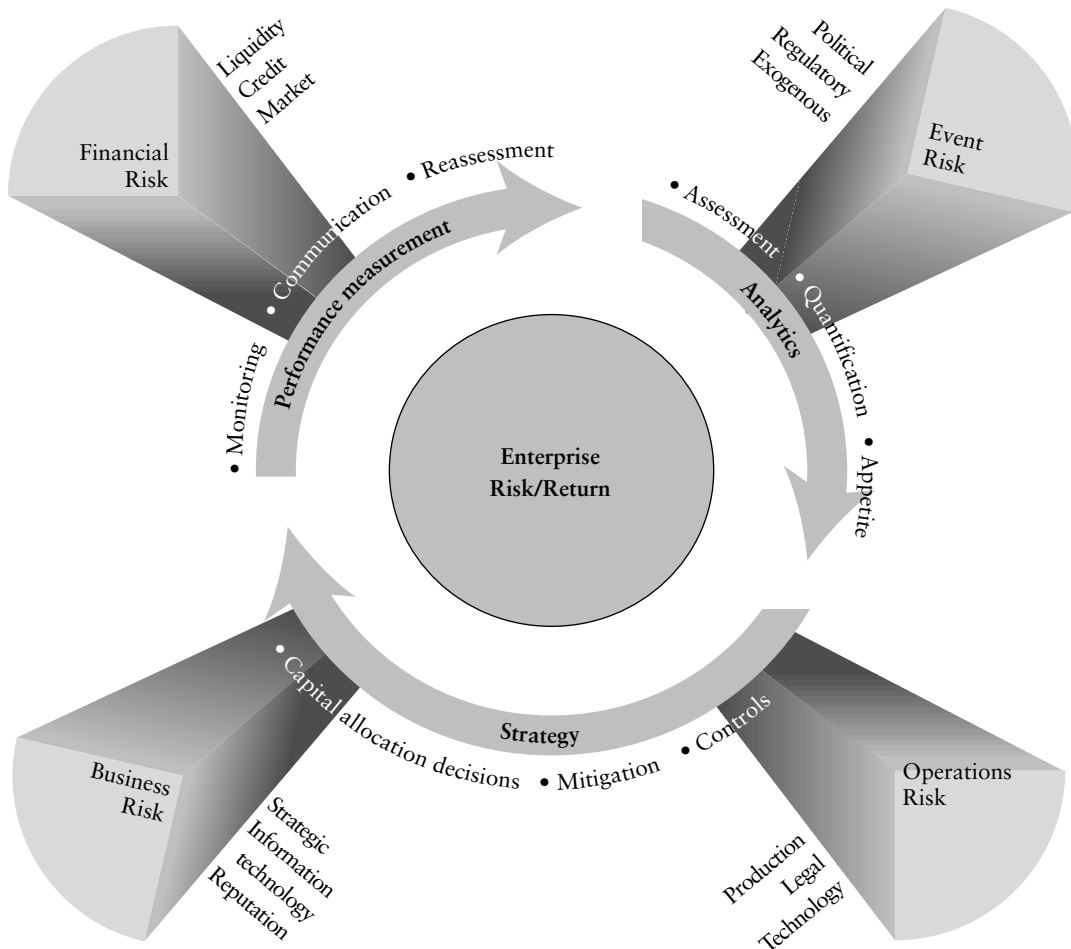 Liquidity
Credit
Market
Financial
Risk
Political
Regulatory
Exogenous
Event
Risk
• Monitoring
• Communication
• Reassessment
Performance measurement
• Assessment
• Quantification
• Appetite
Analytics
Enterprise
Risk/Return
• Capital allocation decisions
• Mitigation
• Controls
Strategy
Business
Risk
Strategic
Information
technology
Reputation
Operations
Risk
Production
Legal
Technology